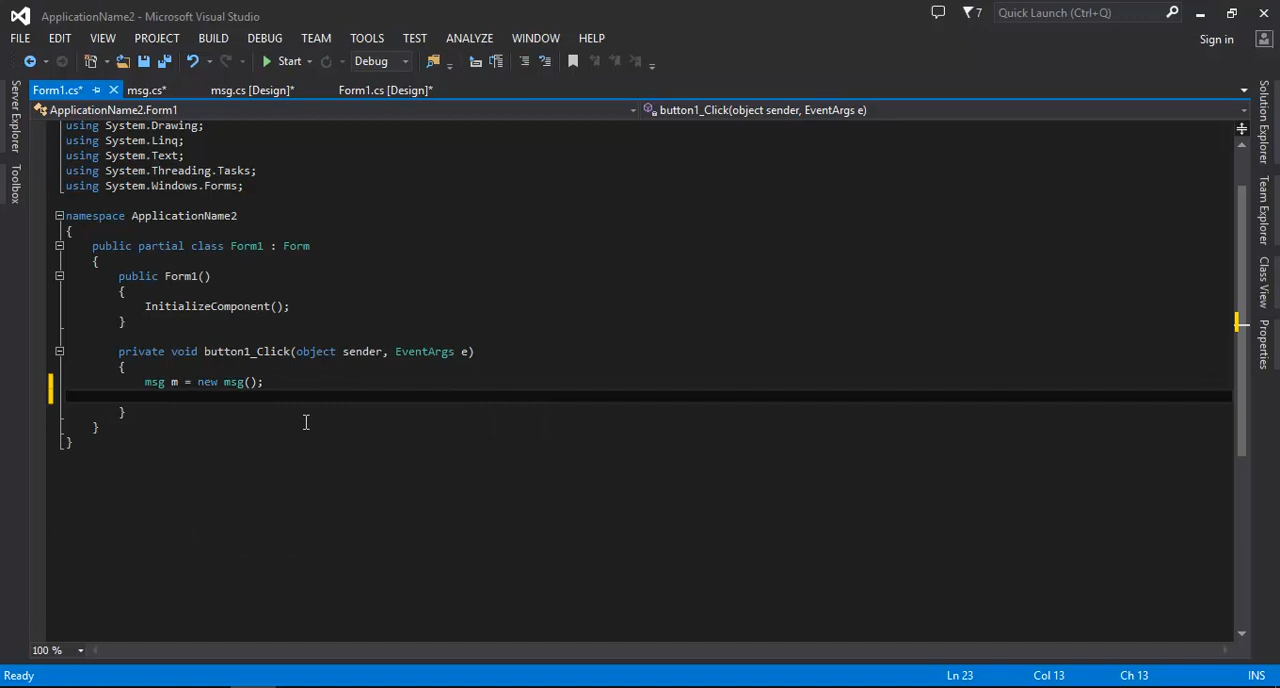 ApplicationName2 - Microsoft Visual Studio
7
Quick Launch (Ctrl+Q)
FILE EDIT VIEW PROJECT BUILD DEBUG TEAM TOOLS TEST ANALYZE WINDOW HELP
Sign in
Start Debug
Form1.cs* msg.cs* msg.cs [Design]* Form1.cs [Design]*
ApplicationName2.Form1 button1_Click(object sender, EventArgs e)
Server Explorer
Toolbox
using System.Drawing;
using System.Linq;
using System.Text;
using System.Threading.Tasks;
using System.Windows.Forms;
namespace ApplicationName2
{
public partial class Form1 : Form
{
public Form1()
{
InitializeComponent();
}
private void button1_Click(object sender, EventArgs e)
{
msg m = new msg();
}
}
}
Solution Explorer
Team Explorer
Class View
Properties
100 %
Ready Ln 23 Col 13 Ch 13 INS